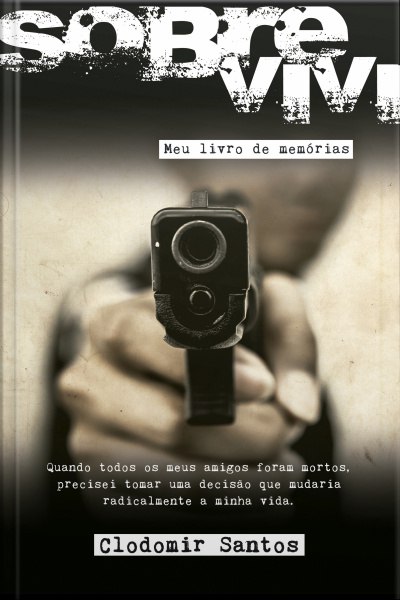 SOBRE
VIVI
Meu livro de memórias
Quando todos os meus amigos foram mortos,
precisei tomar uma decisão que mudaria
radicalmente a minha vida.
Clodomir Santos